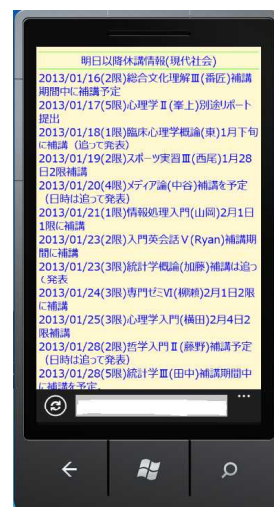 明日以降休講情報(現代社会)
2013/01/16(2限)総合文化理解Ⅲ(番匠)補講
期間中に補講予定
2013/01/17(5限)心理学Ⅱ(峯上)別途リポート
提出
2013/01/18(1限)臨床心理学概論(東)1月下旬
に補講（追って発表）
2013/01/19(2限)スポーツ実習Ⅲ(西尾)1月28
日2限補講
2013/01/20(4限)メディア論(中谷)補講を予定
（日時は追って発表）
2013/01/21(1限)情報処理入門(山岡)2月1日
1限に補講
2013/01/23(2限)入門英会話Ⅴ(Ryan)補講期
間に補講
2013/01/23(3限)統計学概論(加藤)補講は追っ
て発表
2013/01/24(3限)専門ゼミⅥ(柳瀬)2月1日2限
に補講
2013/01/25(3限)心理学入門(横田)2月4日2
限補講
2013/01/28(2限)哲学入門Ⅱ(藤野)補講予定
（日時は追って発表）
2013/01/28(5限)統計学Ⅲ(田中)補講期間中
に補講を予定。